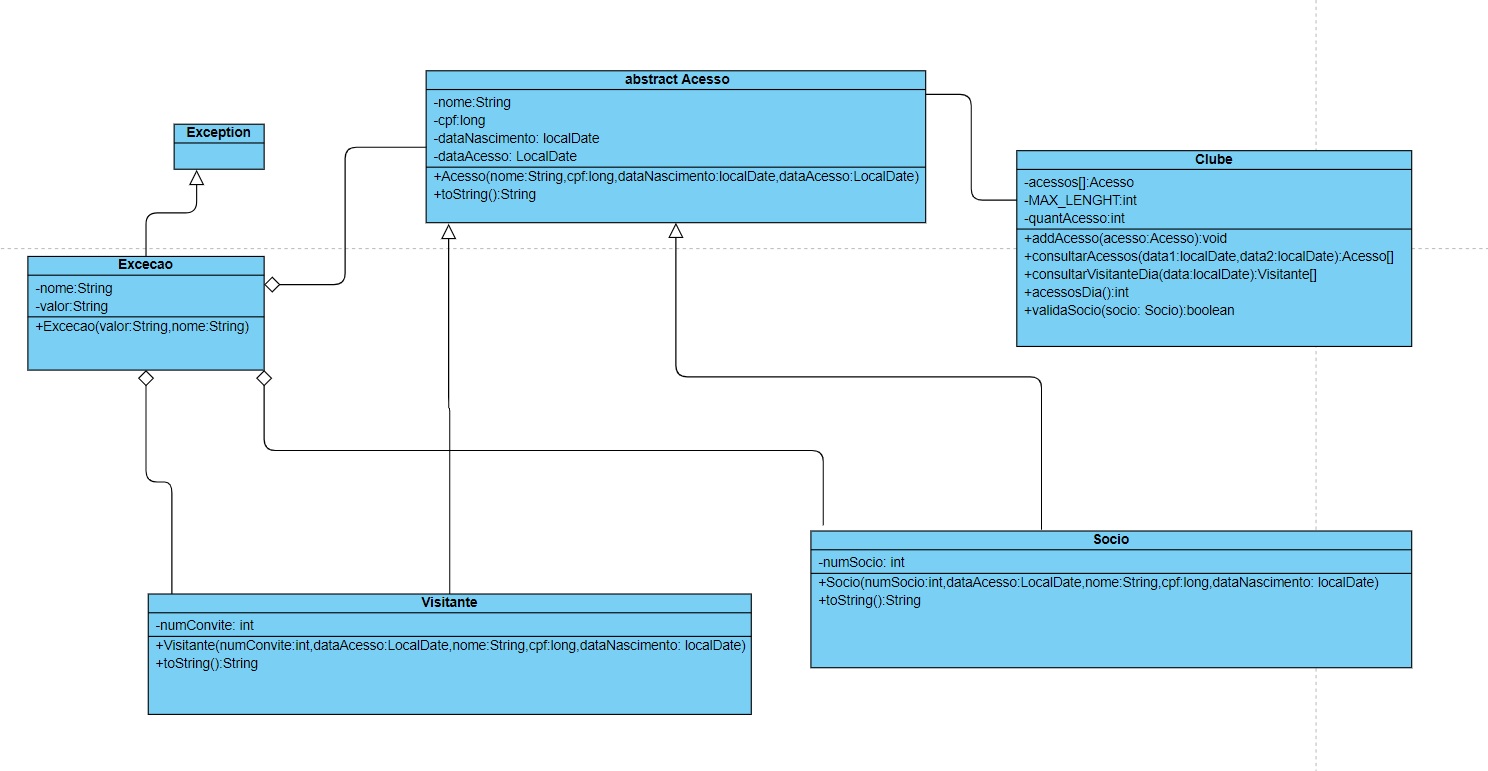 abstract Acesso
-nome:String
-cpf:long
-dataNascimento: localDate
-dataAcesso: LocalDate
+Acesso(nome:String,cpf:long,dataNascimento:localDate,dataAcesso:LocalDate)
+toString():String
Exception
Clube
-acessos[]:Acesso
-MAX_LENGHT:int
-quantAcesso:int
+addAcesso(acesso:Acesso):void
+consultarAcessos(data1:localDate,data2:localDate):Acesso[]
+consultarVisitanteDia(data:localDate):Visitante[]
+acessosDia():int
+validaSocio(socio: Socio):boolean
Excecao
-nome:String
-valor:String
+Excecao(valor:String,nome:String)
Socio
-numSocio: int
+Socio(numSocio:int,dataAcesso:LocalDate,nome:String,cpf:long,dataNascimento: localDate)
+toString():String
Visitante
-numConvite: int
+Visitante(numConvite:int,dataAcesso:LocalDate,nome:String,cpf:long,dataNascimento: localDate)
+toString():String